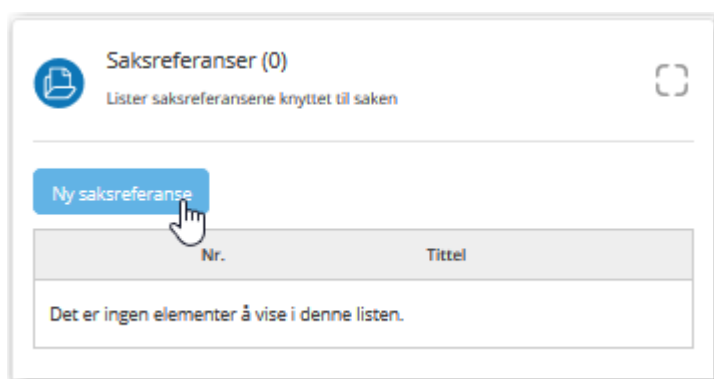 Saksreferanser (0)
Lister saksreferansene knyttet til saken
Ny saksreferanse
Nr. Tittel
Det er ingen elementer å vise i denne listen.